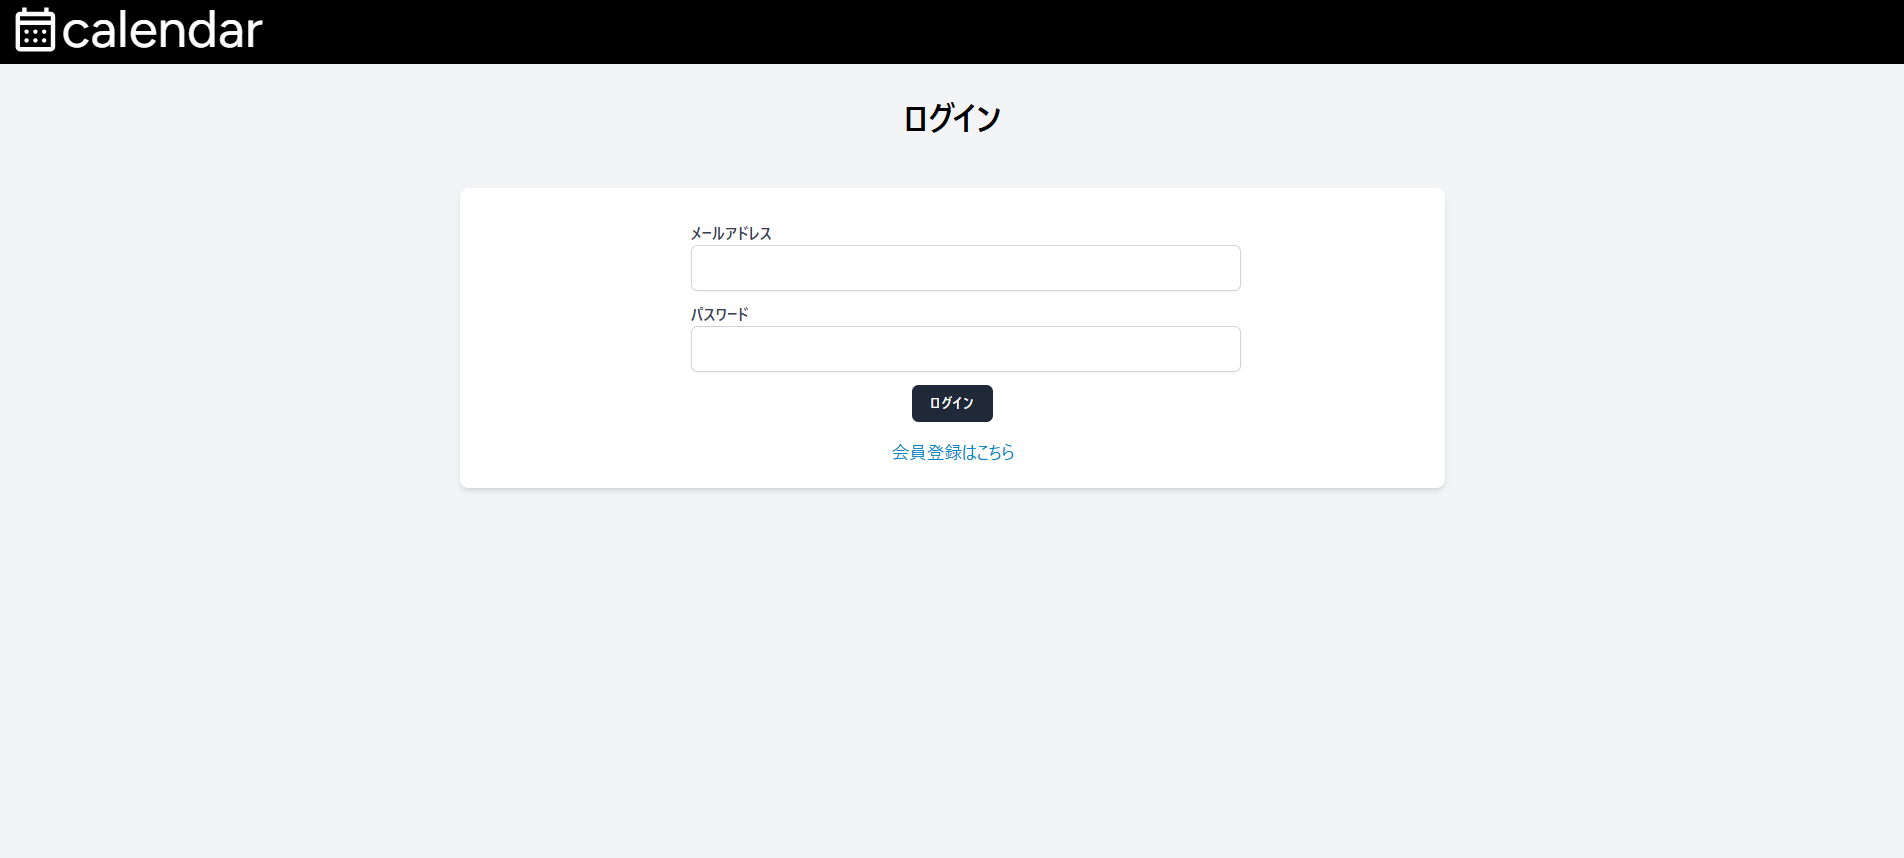 calendar
ログイン
メールアドレス
パスワード
ログイン
会員登録はこちら